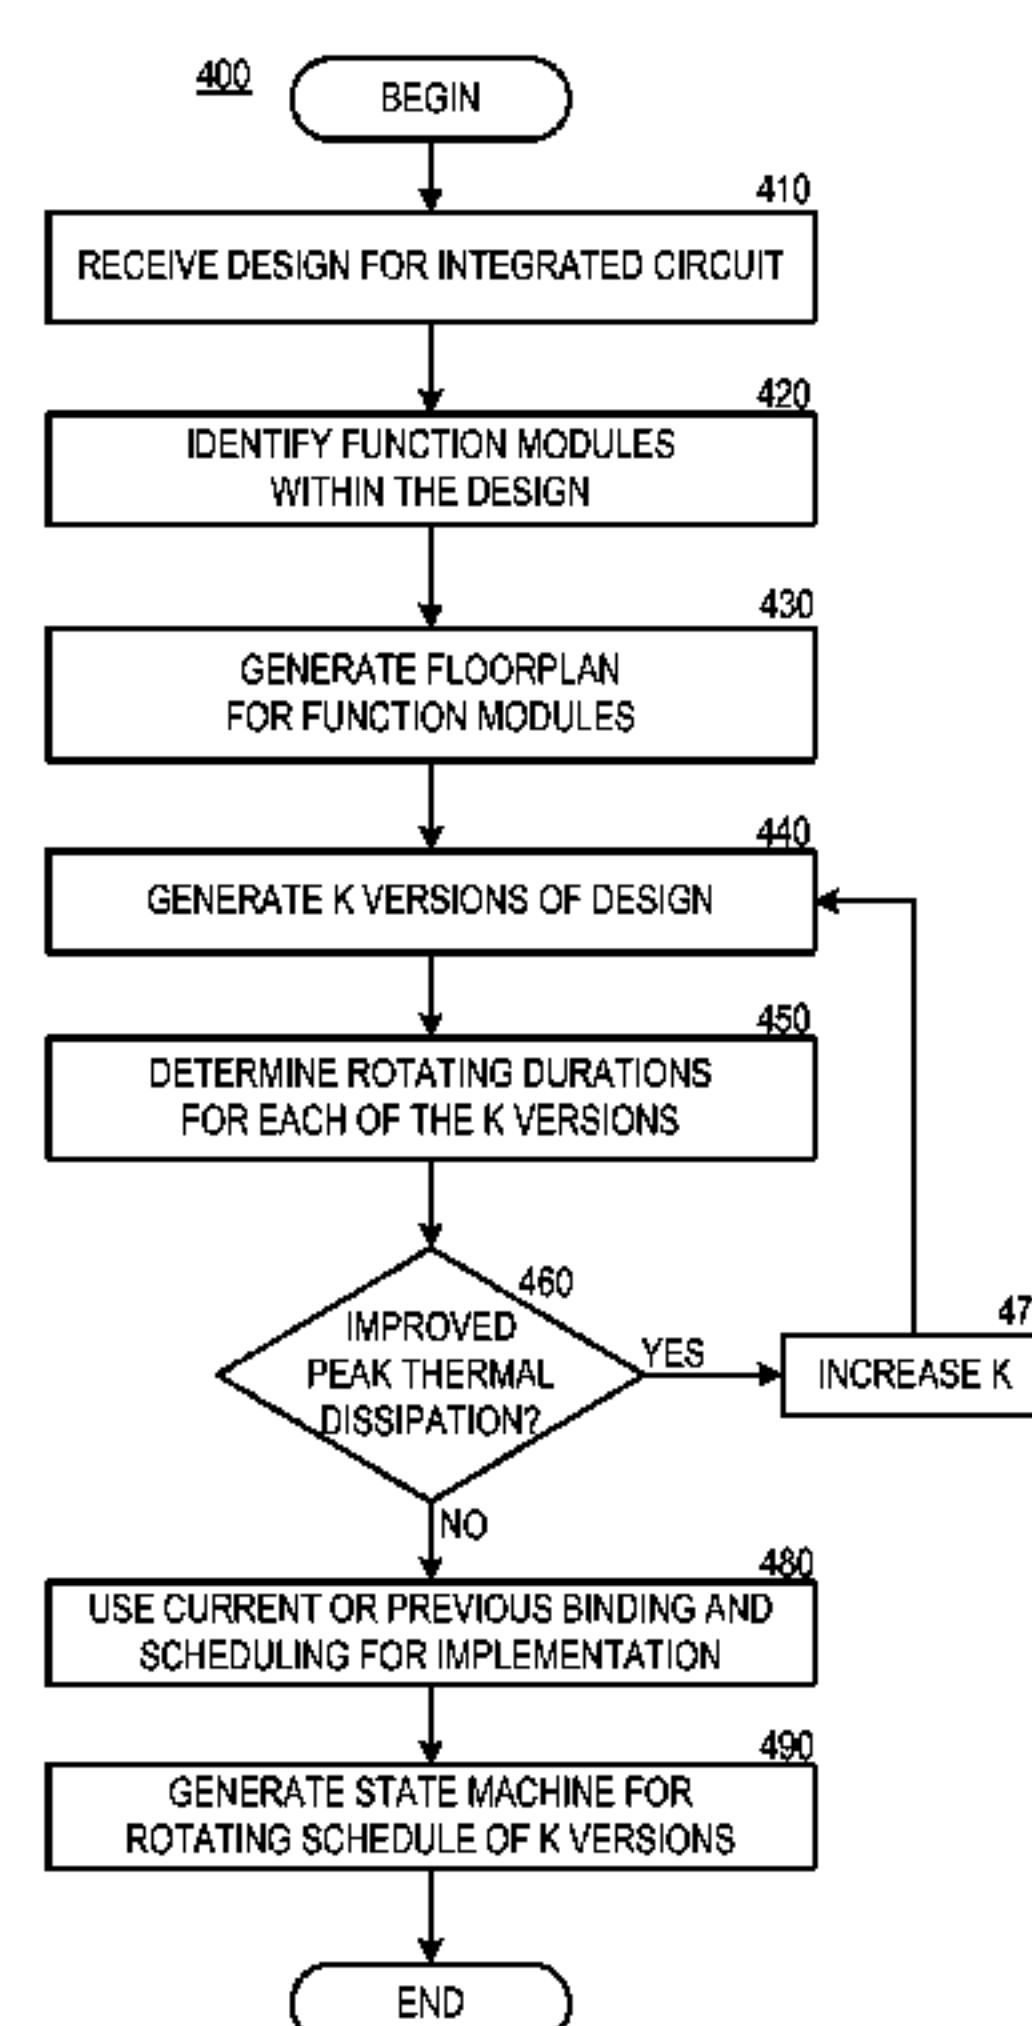 400
BEGIN
410
RECEIVE DESIGN FOR INTEGRATED CIRCUIT
420
IDENTIFY FUNCTION MODULES
WITHIN THE DESIGN
430
GENERATE FLOORPLAN
FOR FUNCTION MODULES
440
GENERATE K VERSIONS OF DESIGN
450
DETERMINE ROTATING DURATIONS
FOR EACH OF THE K VERSIONS
460
IMPROVED
PEAK THERMAL
DISSIPATION?
YES
47
INCREASE K
NO
480
USE CURRENT OR PREVIOUS BINDING AND
SCHEDULING FOR IMPLEMENTATION
490
GENERATE STATE MACHINE FOR
ROTATING SCHEDULE OF K VERSIONS
END